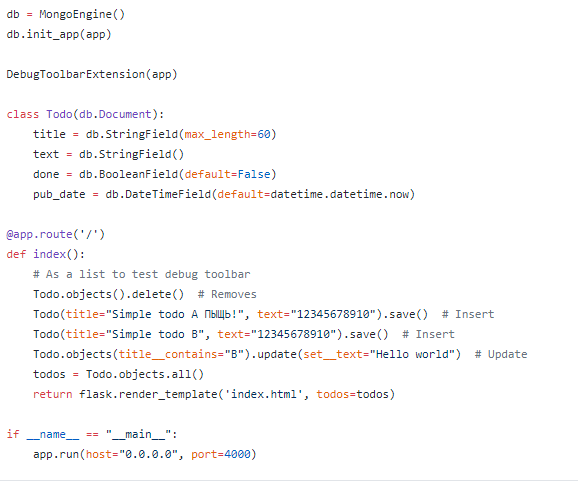 db = MongoEngine()
db.init_app(app)
DebugToolbarExtension(app)
class Todo(db.Document):
    title = db.StringField(max_length=60)
    text = db.StringField()
    done = db.BooleanField(default=False)
    pub_date = db.DateTimeField(default=datetime.datetime.now)
@app.route('/')
def index():
    # As a list to test debug toolbar
    Todo.objects().delete()  # Removes
    Todo(title="Simple todo A ПЫЩЬ!", text="12345678910").save()  # Insert
    Todo(title="Simple todo B", text="12345678910").save()  # Insert
    Todo.objects(title__contains="B").update(set__text="Hello world")  # Update
    todos = Todo.objects.all()
    return flask.render_template('index.html', todos=todos)
if __name__ == "__main__":
    app.run(host="0.0.0.0", port=4000)